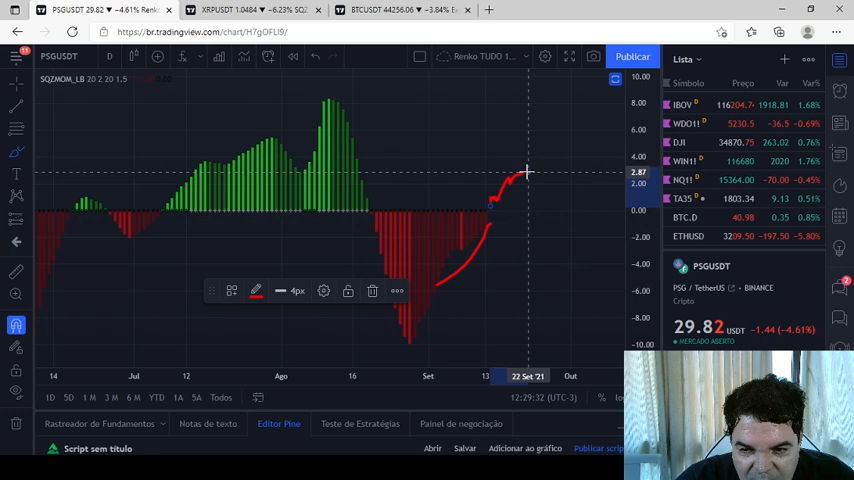 PSGUSDT 29.82 ▼ −4.61% Renko
XRPUSDT 1.0484 ▼ −6.23% SQZ
BTCUSDT 44256.06 ▼ −3.84% E
https://br.tradingview.com/chart/H7gOFLI9/
11
PSGUSDT
D
Renko TUDO 1...
Publicar
Lista
SQZMOM_LB 20 2 20 1.5
0.00
Símbolo
Preço
Var
Var%
IBOV D 116204.74 1918.81 1.68%
WDO1! D 5230.5 −36.5 −0.69%
DJI 34870.75 263.02 0.76%
WIN1! D 116680 2020 1.76%
NQ1! D 15364.00 −70.00 −0.45%
TA35 D 1803.34 9.13 0.51%
BTC.D 40.98 0.35 0.85%
ETHUSD 3209.50 −197.50 −5.80%
10.00
8.00
6.00
4.00
2.87
2.00
0.00
−2.00
−4.00
−6.00
−8.00
−10.00
4px
PSGUSDT
PSG / TetherUS
BINANCE
Cripto
29.82 USDT −1.44 (−4.61%)
MERCADO ABERTO
2
14
Jul
12
Ago
16
Set
13
22 Set '21
Out
1D 5D 1M 3M 6M YTD 1A 5A Todos
12:29:32 (UTC-3)
%
Rastreador de Fundamentos
Notas de texto
Editor Pine
Teste de Estratégias
Painel de negociação
Script sem título
Abrir
Salvar
Adicionar ao gráfico
Publicar scrip